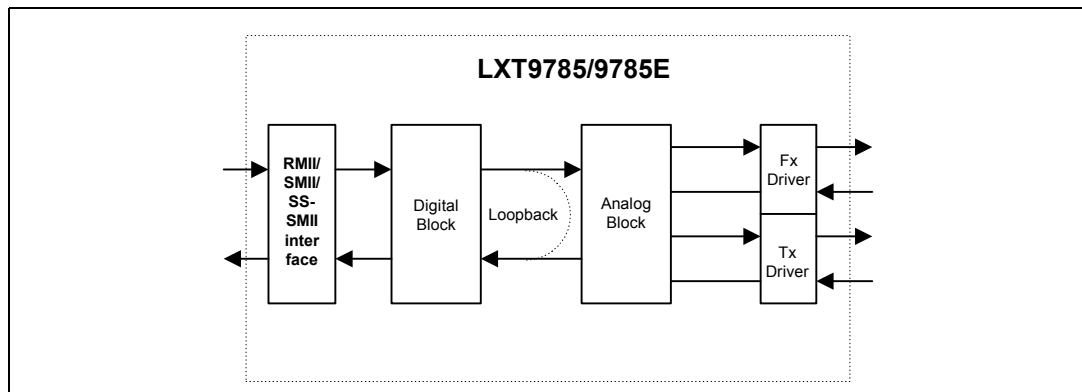 LXT9785/9785E
RMII/
SMII/
SS-
SMII
inter
face
Digital
Block
Loopback
Analog
Block
Fx
Driver
Tx
Driver